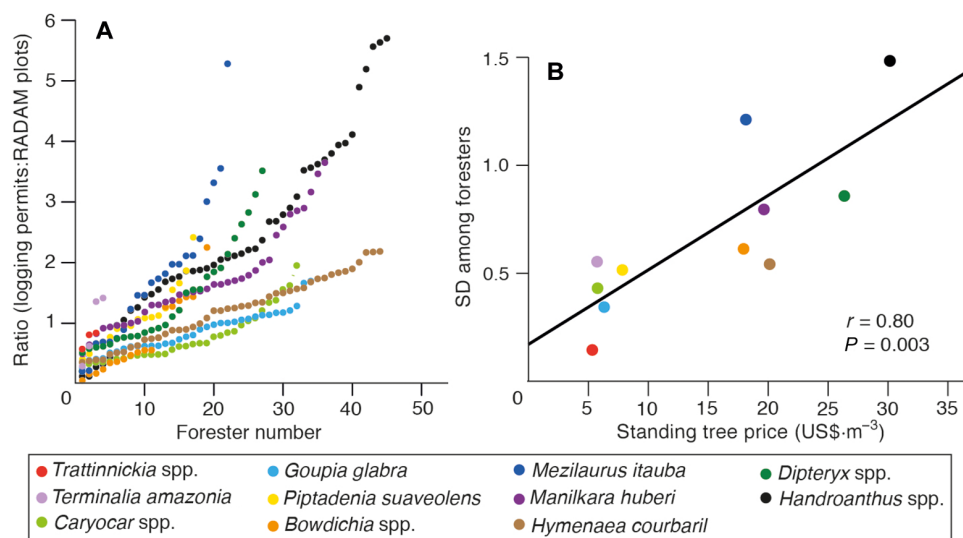 A
Ratio (logging permits:RADAM plots)
6
5
4
3
2
1
0
10
20
30
40
50
Forester number
B
SD among foresters
1.5
1.0
0.5
0
5
10
15
20
25
30
35
r = 0.80
P = 0.003
Standing tree price (US$·m⁻³)
Trattinnickia spp.
Terminalia amazonia
Caryocar spp.
Goupia glabra
Piptadenia suaveolens
Bowdichia spp.
Mezilaurus itauba
Manilkara huberi
Hymenaea courbaril
Dipteryx spp.
Handroanthus spp.